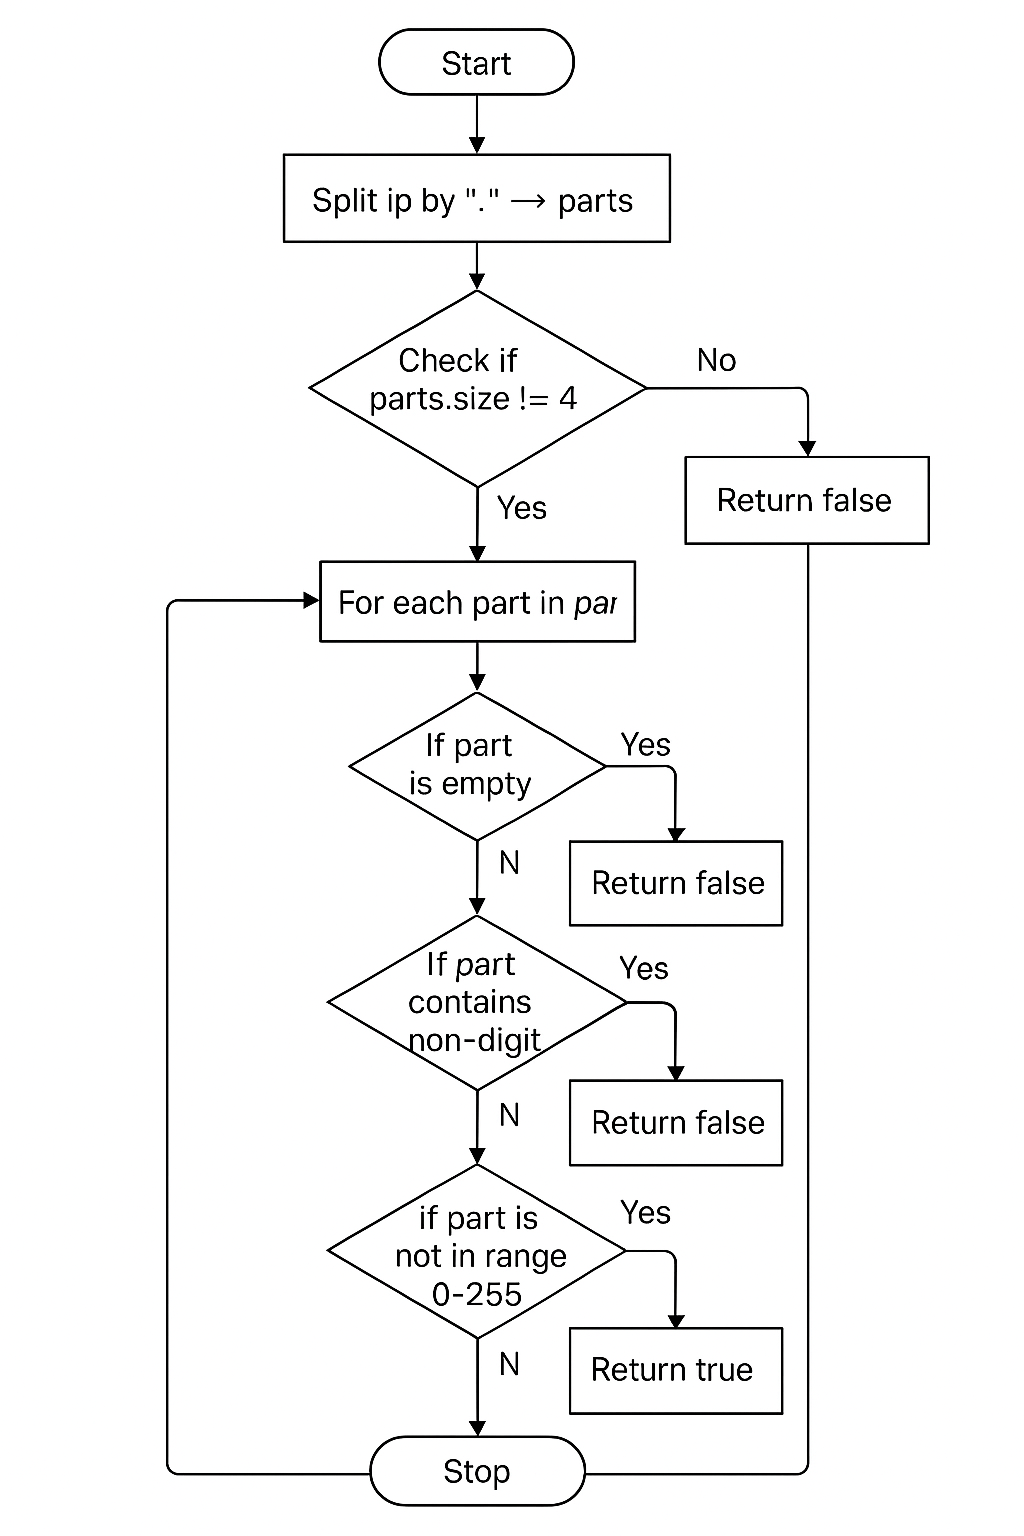 Start
Split ip by "." → parts
Check if
parts.size != 4
No
Return false
Yes
For each part in par
If part
is empty
Yes
Return false
N
If part
contains
non-digit
Yes
Return false
N
if part is
not in range
0-255
Yes
Return true
N
Stop